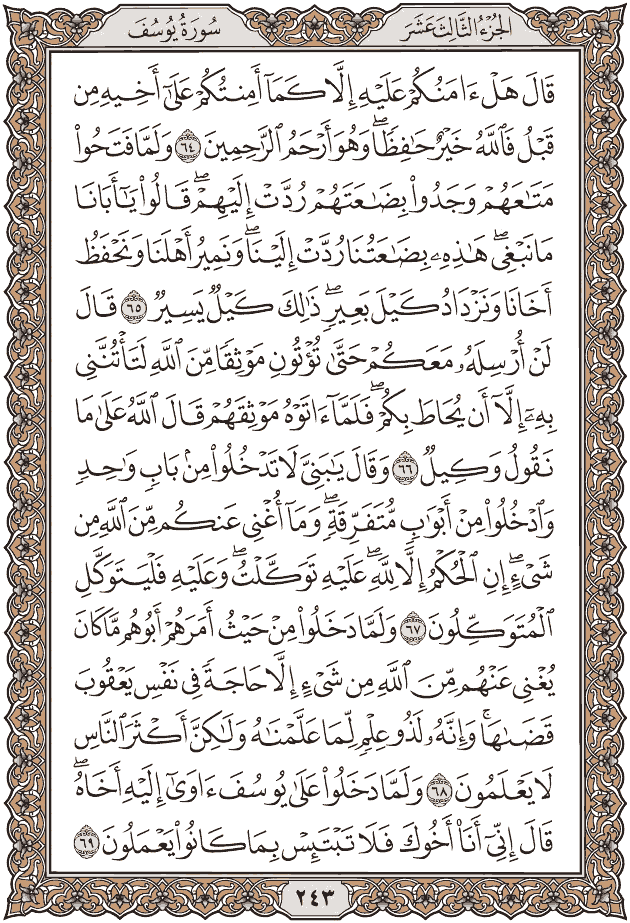 الجزء الثالث عشر
سورة يوسف
قَالَ هَلْ ءَامَنُكُمْ عَلَيْهِ إِلَّا كَمَآ أَمِنتُكُمْ عَلَىٰٓ أَخِيهِ مِن
قَبْلُ فَٱللَّهُ خَيْرٌ حَٰفِظًاۖ وَهُوَ أَرْحَمُ ٱلرَّٰحِمِينَ ٦٤ وَلَمَّا فَتَحُوا۟
مَتَٰعَهُمْ وَجَدُوا۟ بِضَٰعَتَهُمْ رُدَّتْ إِلَيْهِمْۖ قَالُوا۟ يَٰٓأَبَانَا
مَا نَبْغِىۖ هَٰذِهِۦ بِضَٰعَتُنَا رُدَّتْ إِلَيْنَاۖ وَنَمِيرُ أَهْلَنَا وَنَحْفَظُ
أَخَانَا وَنَزْدَادُ كَيْلَ بَعِيرٍۖ ذَٰلِكَ كَيْلٌ يَسِيرٌ ٦٥ قَالَ
لَنْ أُرْسِلَهُۥ مَعَكُمْ حَتَّىٰ تُؤْتُونِ مَوْثِقًا مِّنَ ٱللَّهِ لَتَأْتُنَّنِى
بِهِۦٓ إِلَّآ أَن يُحَاطَ بِكُمْۖ فَلَمَّآ ءَاتَوْهُ مَوْثِقَهُمْ قَالَ ٱللَّهُ عَلَىٰ مَا
نَقُولُ وَكِيلٌ ٦٦ وَقَالَ يَٰبَنِىَّ لَا تَدْخُلُوا۟ مِنۢ بَابٍ وَٰحِدٍ
وَٱدْخُلُوا۟ مِنْ أَبْوَٰبٍ مُّتَفَرِّقَةٍۖ وَمَآ أُغْنِى عَنكُم مِّنَ ٱللَّهِ مِن
شَىْءٍۖ إِنِ ٱلْحُكْمُ إِلَّا لِلَّهِۖ عَلَيْهِ تَوَكَّلْتُۖ وَعَلَيْهِ فَلْيَتَوَكَّلِ
ٱلْمُتَوَكِّلُونَ ٦٧ وَلَمَّا دَخَلُوا۟ مِنْ حَيْثُ أَمَرَهُمْ أَبُوهُم مَّا كَانَ
يُغْنِى عَنْهُم مِّنَ ٱللَّهِ مِن شَىْءٍ إِلَّا حَاجَةً فِى نَفْسِ يَعْقُوبَ
قَضَىٰهَاۚ وَإِنَّهُۥ لَذُو عِلْمٍ لِّمَا عَلَّمْنَٰهُ وَلَٰكِنَّ أَكْثَرَ ٱلنَّاسِ
لَا يَعْلَمُونَ ٦٨ وَلَمَّا دَخَلُوا۟ عَلَىٰ يُوسُفَ ءَاوَىٰٓ إِلَيْهِ أَخَاهُۖ
قَالَ إِنِّىٓ أَنَا۠ أَخُوكَ فَلَا تَبْتَئِسْ بِمَا كَانُوا۟ يَعْمَلُونَ ٦٩
٢٤٣